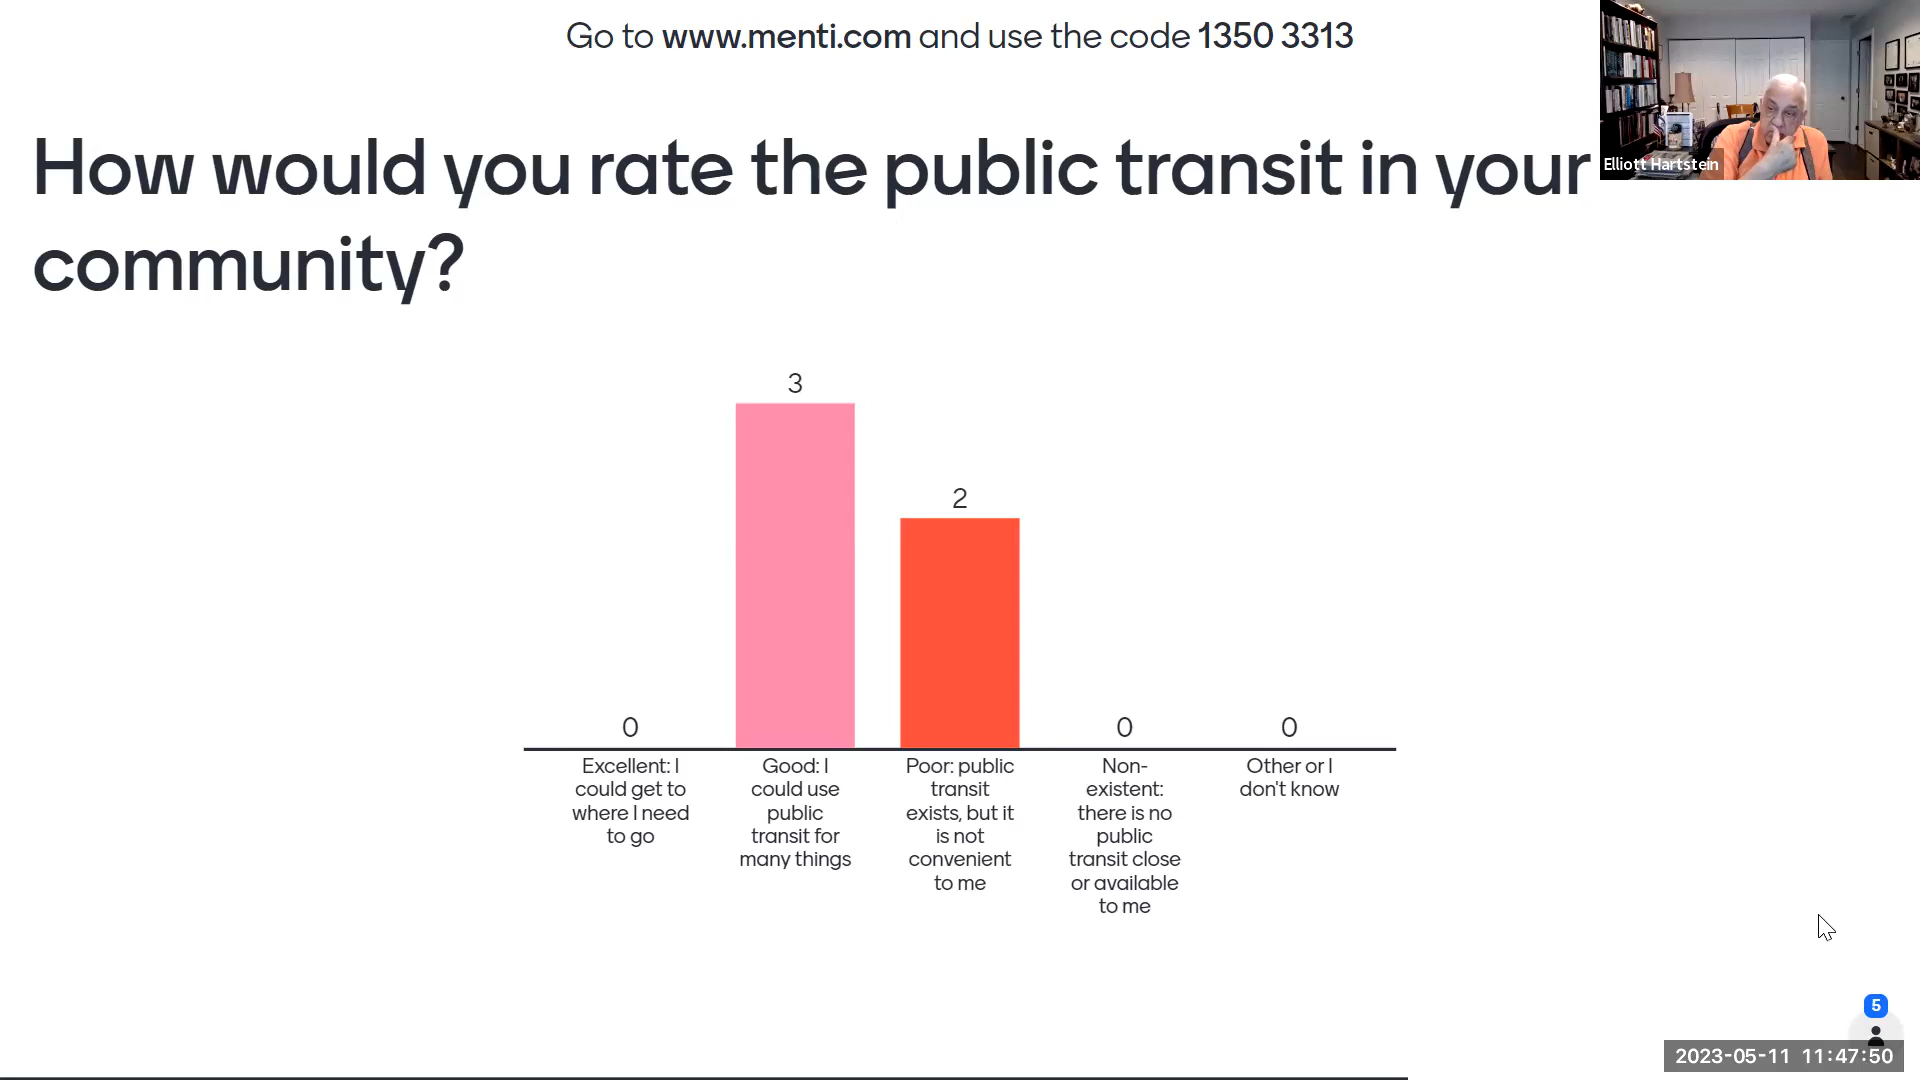 Go to www.menti.com and use the code 1350 3313
Elliott Hartstein
How would you rate the public transit in your
community?
3
2
0
0
0
Excellent: I
could get to
where I need
to go
Good: I
could use
public
transit for
many things
Poor: public
transit
exists, but it
is not
convenient
to me
Non-
existent:
there is no
public
transit close
or available
to me
Other or I
don't know
5
2023-05-11 11:47:50